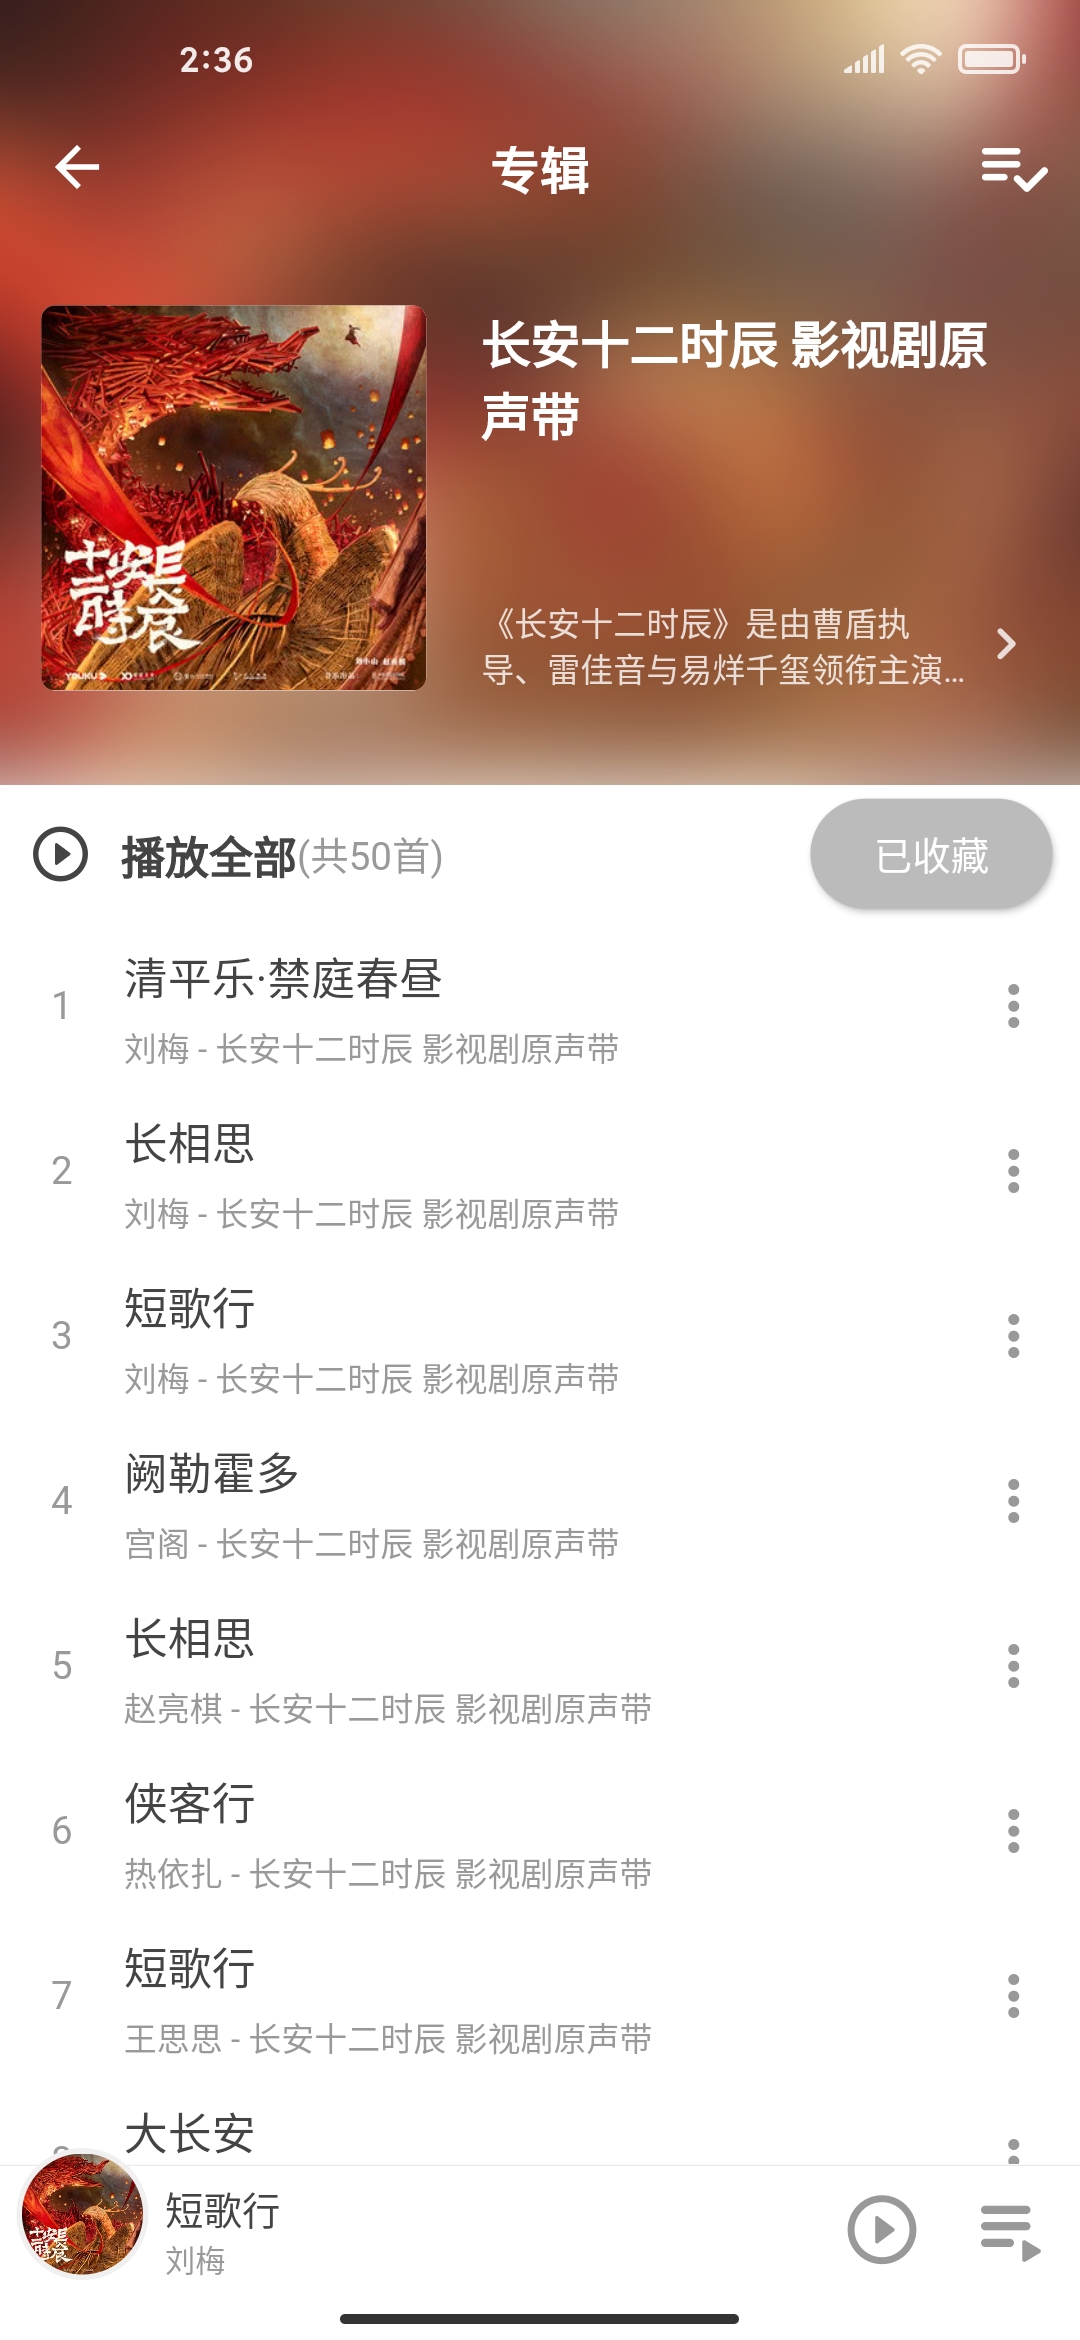 2:36
专辑
长安十二时辰 影视剧原
声带
十二时辰
长安
YOUKU
《长安十二时辰》是由曹盾执
导、雷佳音与易烊千玺领衔主演...
播放全部(共50首)
已收藏
1
清平乐·禁庭春昼
刘梅 - 长安十二时辰 影视剧原声带
2
长相思
刘梅 - 长安十二时辰 影视剧原声带
3
短歌行
刘梅 - 长安十二时辰 影视剧原声带
4
阙勒霍多
宫阁 - 长安十二时辰 影视剧原声带
5
长相思
赵亮棋 - 长安十二时辰 影视剧原声带
6
侠客行
热依扎 - 长安十二时辰 影视剧原声带
7
短歌行
王思思 - 长安十二时辰 影视剧原声带
大长安
短歌行
刘梅